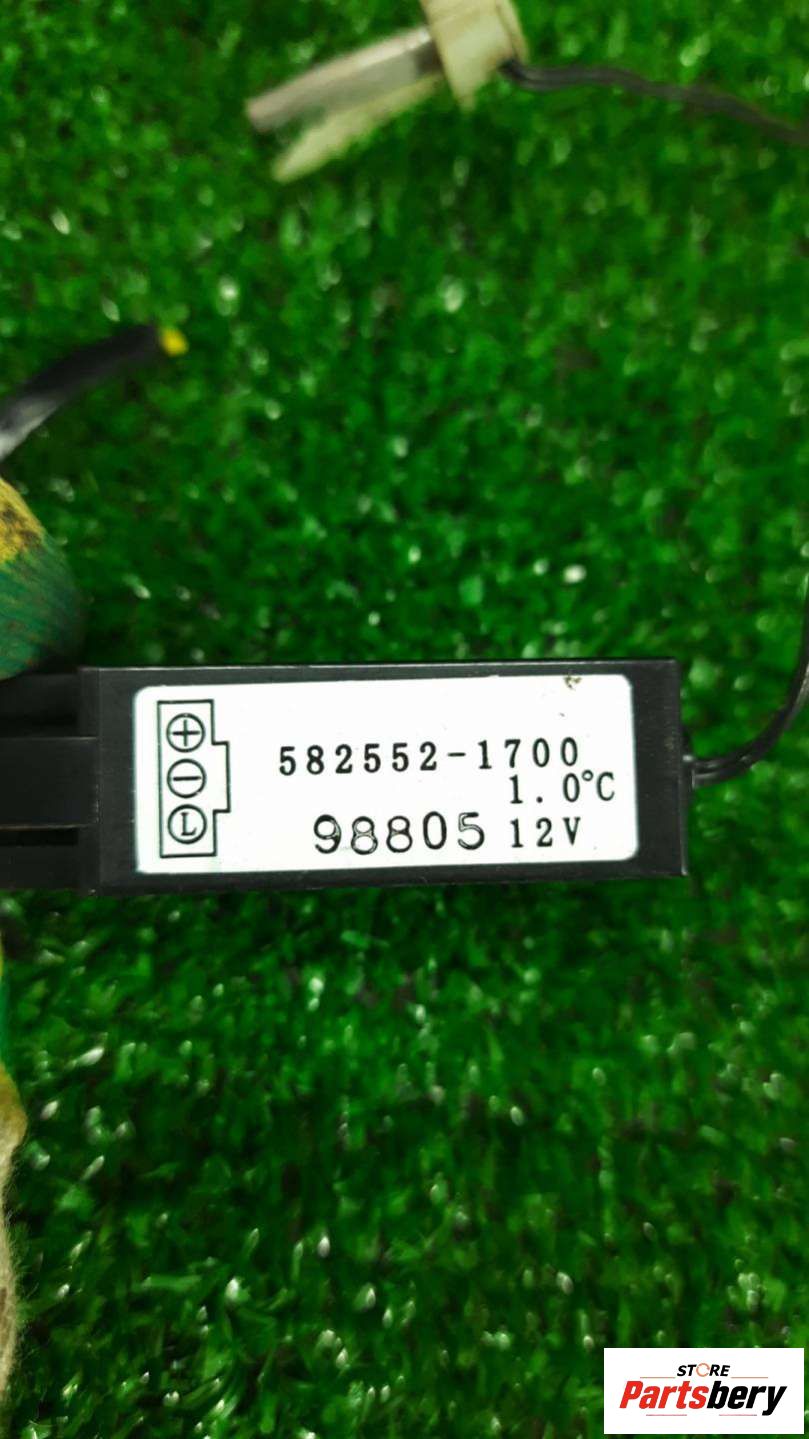 +
−
L
582552-1700
1.0°C
98805 12V
STORE
Partsbery